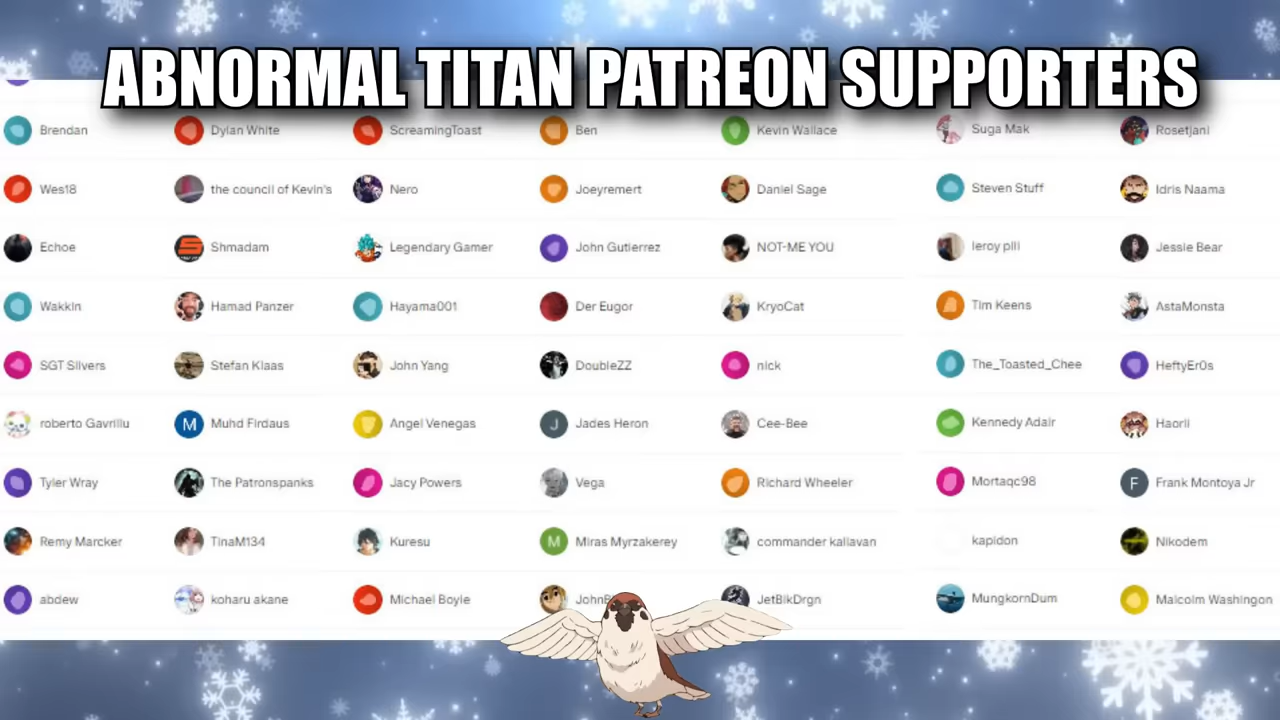 ABNORMAL TITAN PATREON SUPPORTERS
Brendan Dylan White ScreamingToast Ben Kevin Wallace Suga Mak Rosetjani
Wes18 the council of Kevin's Nero Joeyremert Daniel Sage Steven Stuff Idris Naama
Echoe Shmadam Legendary Gamer John Gutierrez NOT-ME YOU leroy plll Jessie Bear
Wakkin Hamad Panzer Hayama001 Der Eugor KryoCat Tim Keens AstaMonsta
SGT Silvers Stefan Klaas John Yang DoubleZZ nick The_Toasted_Chee HeftyEr0s
roberto Gavrillu M Muhd Firdaus Angel Venegas J Jades Heron Cee-Bee Kennedy Adair Haorii
Tyler Wray The Patronspanks Jacy Powers Vega Richard Wheeler Mortaqc98 F Frank Montoya Jr
Remy Marcker TinaM134 Kuresu M Miras Myrzakerey commander kallavan kapidon Nikodem
abdew koharu akane Michael Boyle JetBlkDrgn MungkornDum Malcolm Washingon